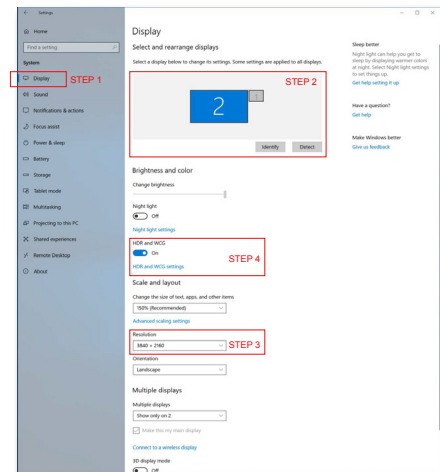 Settings
Home
Find a setting
System
Display
STEP 1
Sound
Notifications & actions
Focus assist
Power & sleep
Battery
Storage
Tablet mode
Multitasking
Projecting to this PC
Shared experiences
Remote Desktop
About
Display
Select and rearrange displays
Select a display below to change its settings. Some settings are applied to all displays.
STEP 2
2
1
Identify
Detect
Brightness and color
Change brightness
Night light
Off
Night light settings
HDR and WCG
On
STEP 4
HDR and WCG settings
Scale and layout
Change the size of text, apps, and other items
150% (Recommended)
Advanced scaling settings
Resolution
3840 × 2160
STEP 3
Orientation
Landscape
Multiple displays
Multiple displays
Show only on 2
Make this my main display
Connect to a wireless display
3D display mode
Off
Sleep better
Night light can help you get to
sleep by displaying warmer colors
at night. Select Night light settings
to set things up.
Get help setting it up
Have a question?
Get help
Make Windows better
Give us feedback